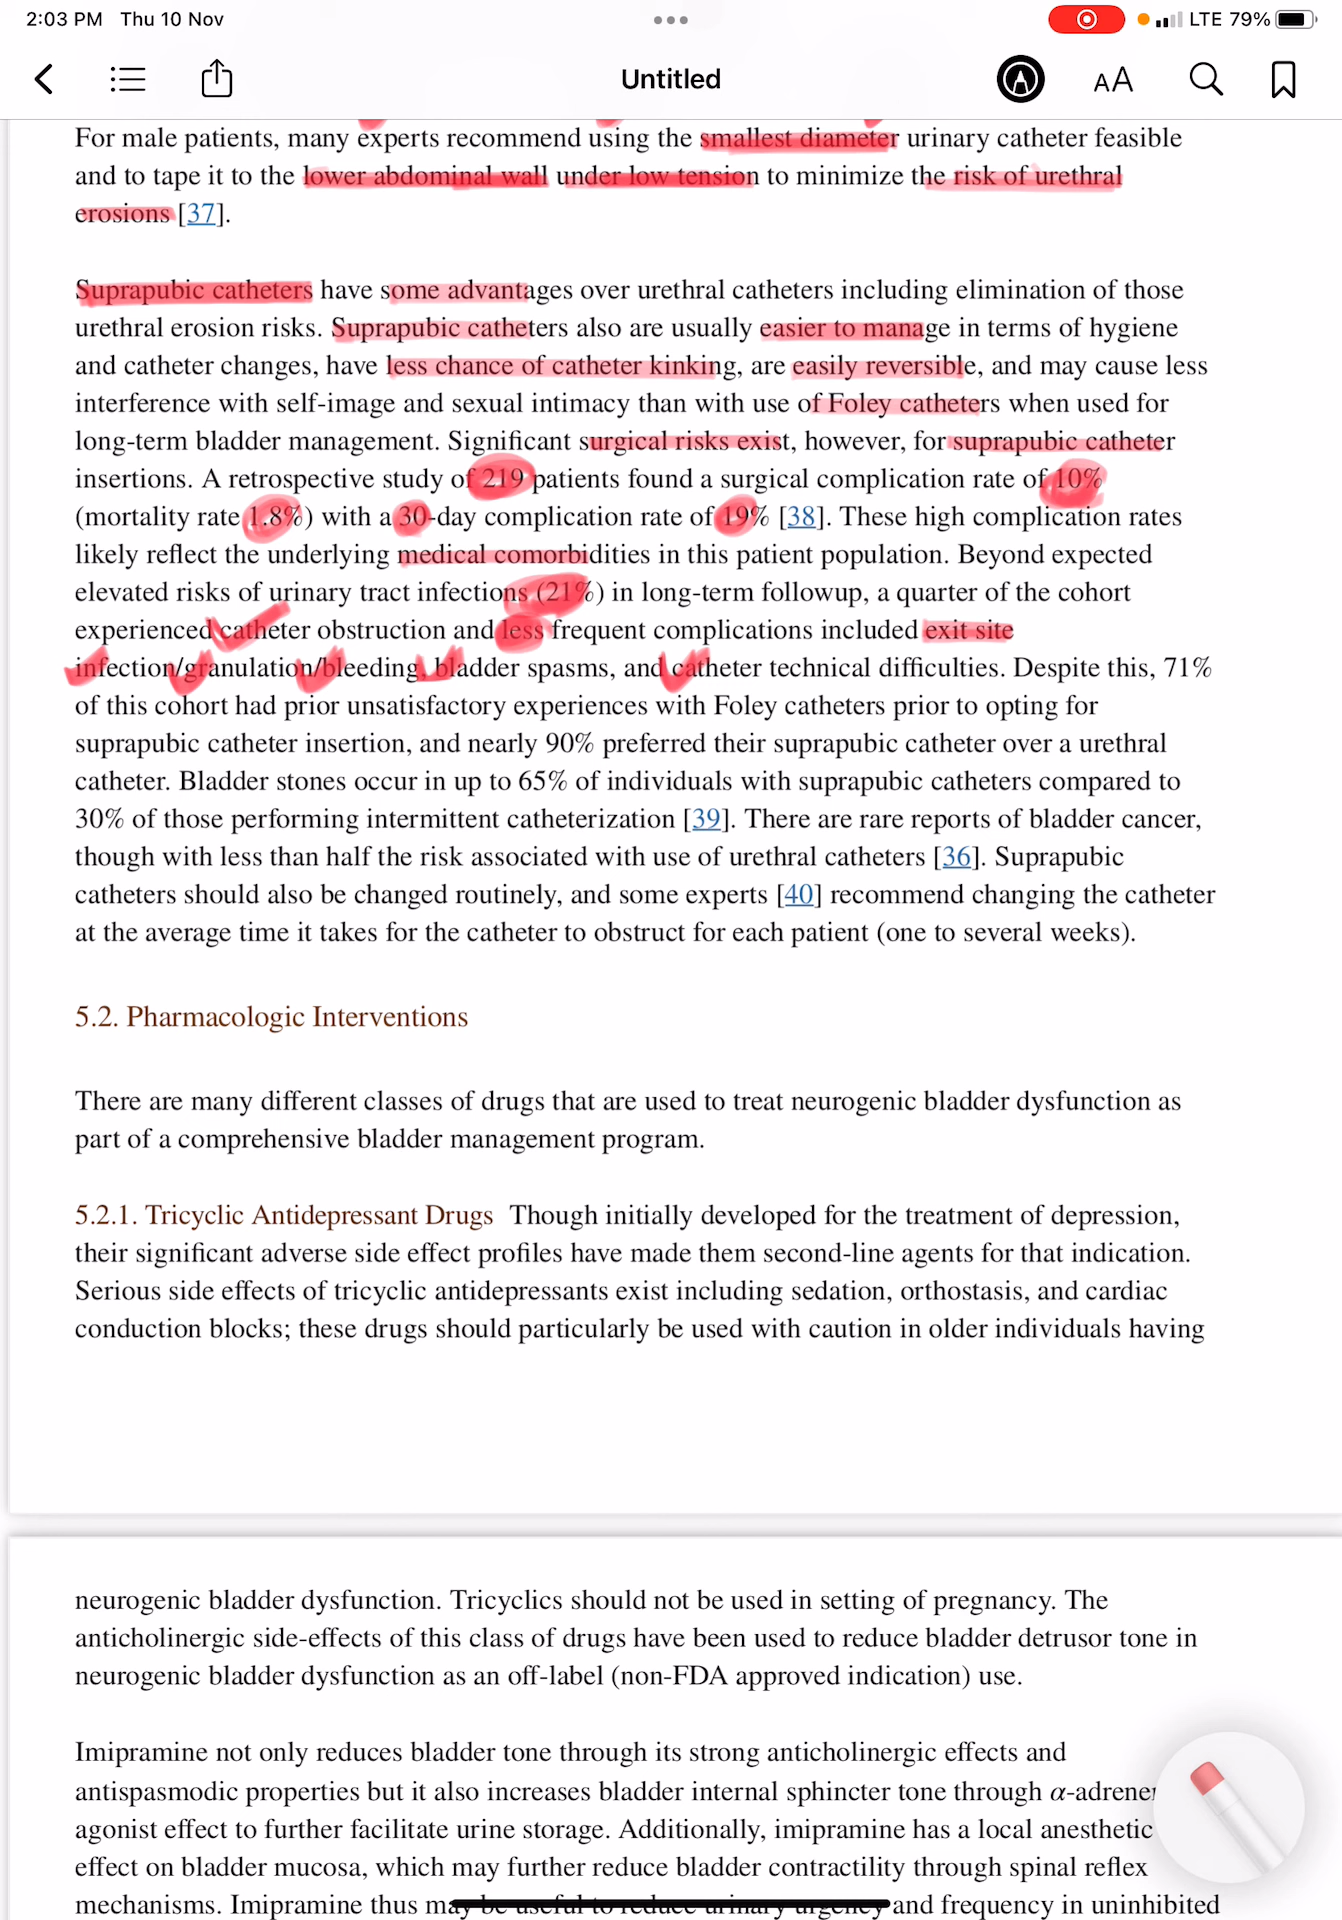 2:03 PM Thu 10 Nov
LTE 79%
Untitled
AA
For male patients, many experts recommend using the smallest diameter urinary catheter feasible
and to tape it to the lower abdominal wall under low tension to minimize the risk of urethral
erosions [37].
Suprapubic catheters have some advantages over urethral catheters including elimination of those
urethral erosion risks. Suprapubic catheters also are usually easier to manage in terms of hygiene
and catheter changes, have less chance of catheter kinking, are easily reversible, and may cause less
interference with self-image and sexual intimacy than with use of Foley catheters when used for
long-term bladder management. Significant surgical risks exist, however, for suprapubic catheter
insertions. A retrospective study of 219 patients found a surgical complication rate of 10%
(mortality rate 1.8%) with a 30-day complication rate of 19% [38]. These high complication rates
likely reflect the underlying medical comorbidities in this patient population. Beyond expected
elevated risks of urinary tract infections (21%) in long-term followup, a quarter of the cohort
experienced catheter obstruction and less frequent complications included exit site
infection/granulation/bleeding, bladder spasms, and catheter technical difficulties. Despite this, 71%
of this cohort had prior unsatisfactory experiences with Foley catheters prior to opting for
suprapubic catheter insertion, and nearly 90% preferred their suprapubic catheter over a urethral
catheter. Bladder stones occur in up to 65% of individuals with suprapubic catheters compared to
30% of those performing intermittent catheterization [39]. There are rare reports of bladder cancer,
though with less than half the risk associated with use of urethral catheters [36]. Suprapubic
catheters should also be changed routinely, and some experts [40] recommend changing the catheter
at the average time it takes for the catheter to obstruct for each patient (one to several weeks).
5.2. Pharmacologic Interventions
There are many different classes of drugs that are used to treat neurogenic bladder dysfunction as
part of a comprehensive bladder management program.
5.2.1. Tricyclic Antidepressant Drugs Though initially developed for the treatment of depression,
their significant adverse side effect profiles have made them second-line agents for that indication.
Serious side effects of tricyclic antidepressants exist including sedation, orthostasis, and cardiac
conduction blocks; these drugs should particularly be used with caution in older individuals having
neurogenic bladder dysfunction. Tricyclics should not be used in setting of pregnancy. The
anticholinergic side-effects of this class of drugs have been used to reduce bladder detrusor tone in
neurogenic bladder dysfunction as an off-label (non-FDA approved indication) use.
Imipramine not only reduces bladder tone through its strong anticholinergic effects and
antispasmodic properties but it also increases bladder internal sphincter tone through α-adrener
agonist effect to further facilitate urine storage. Additionally, imipramine has a local anesthetic
effect on bladder mucosa, which may further reduce bladder contractility through spinal reflex
mechanisms. Imipramine thus may be useful to reduce urinary urgency and frequency in uninhibited